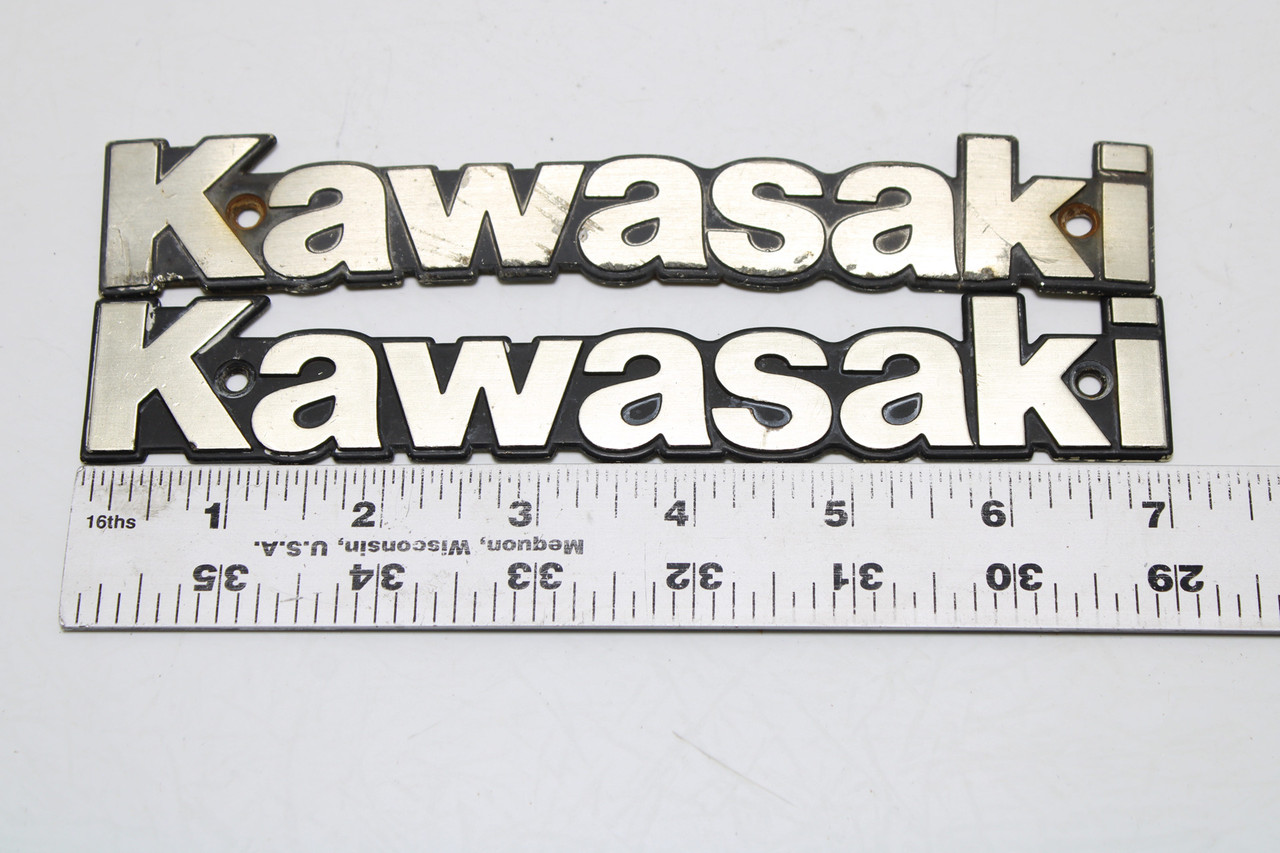 Kawasaki
Kawasaki
16ths 1 2 3 4 5 6 7
Mequon, Wisconsin, U.S.A.
35 34 33 32 31 30 29